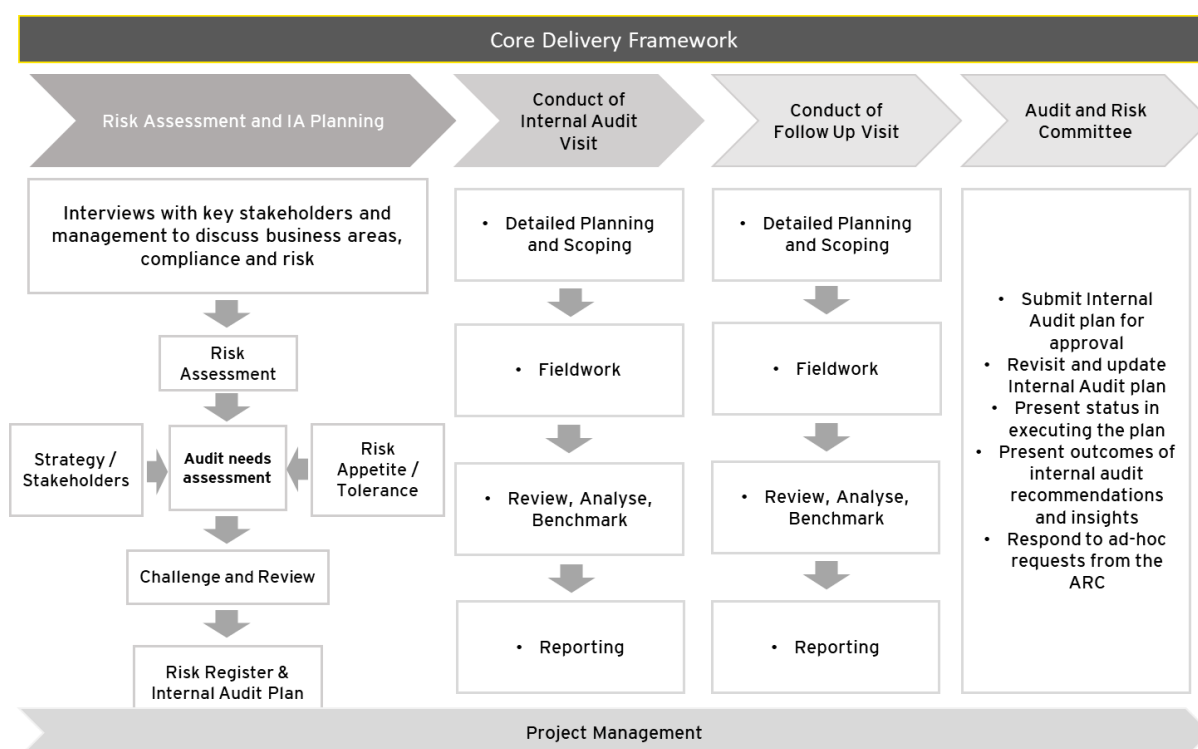 Core Delivery Framework
Risk Assessment and IA Planning
Conduct of
Internal Audit
Visit
Conduct of
Follow Up Visit
Audit and Risk
Committee
Interviews with key stakeholders and
management to discuss business areas,
compliance and risk
Risk
Assessment
Strategy /
Stakeholders
Audit needs
assessment
Risk
Appetite /
Tolerance
Challenge and Review
Risk Register &
Internal Audit Plan
• Detailed Planning
and Scoping
• Fieldwork
• Review, Analyse,
Benchmark
• Reporting
• Detailed Planning
and Scoping
• Fieldwork
• Review, Analyse,
Benchmark
• Reporting
• Submit Internal
Audit plan for
approval
• Revisit and update
Internal Audit plan
• Present status in
executing the plan
• Present outcomes of
internal audit
recommendations
and insights
• Respond to ad-hoc
requests from the
ARC
Project Management